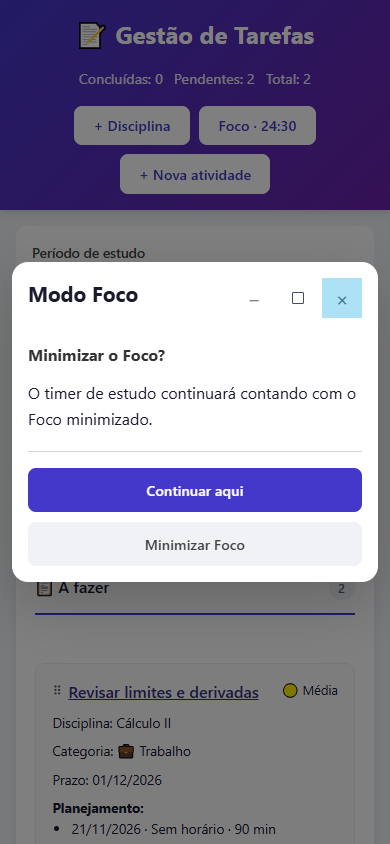 📝 Gestão de Tarefas
Concluídas: 0 Pendentes: 2 Total: 2
+ Disciplina
Foco · 24:30
+ Nova atividade
Período de estudo
Modo Foco
Minimizar o Foco?
O timer de estudo continuará contando com o
Foco minimizado.
Continuar aqui
Minimizar Foco
A fazer
2
Revisar limites e derivadas
Média
Disciplina: Cálculo II
Categoria: 💼 Trabalho
Prazo: 01/12/2026
Planejamento:
• 21/11/2026 · Sem horário · 90 min